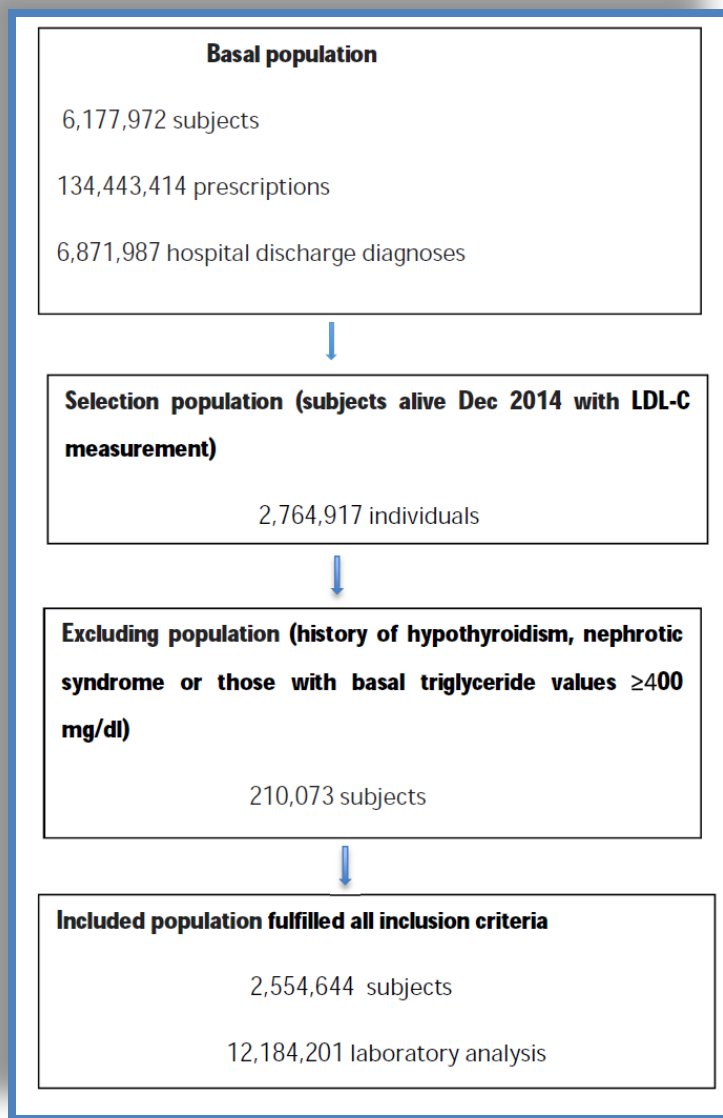 Basal population
6,177,972 subjects
134,443,414 prescriptions
6,871,987 hospital discharge diagnoses
Selection population (subjects alive Dec 2014 with LDL-C
measurement)
2,764,917 individuals
Excluding population (history of hypothyroidism, nephrotic
syndrome or those with basal triglyceride values ≥400
mg/dl)
210,073 subjects
Included population fulfilled all inclusion criteria
2,554,644 subjects
12,184,201 laboratory analysis